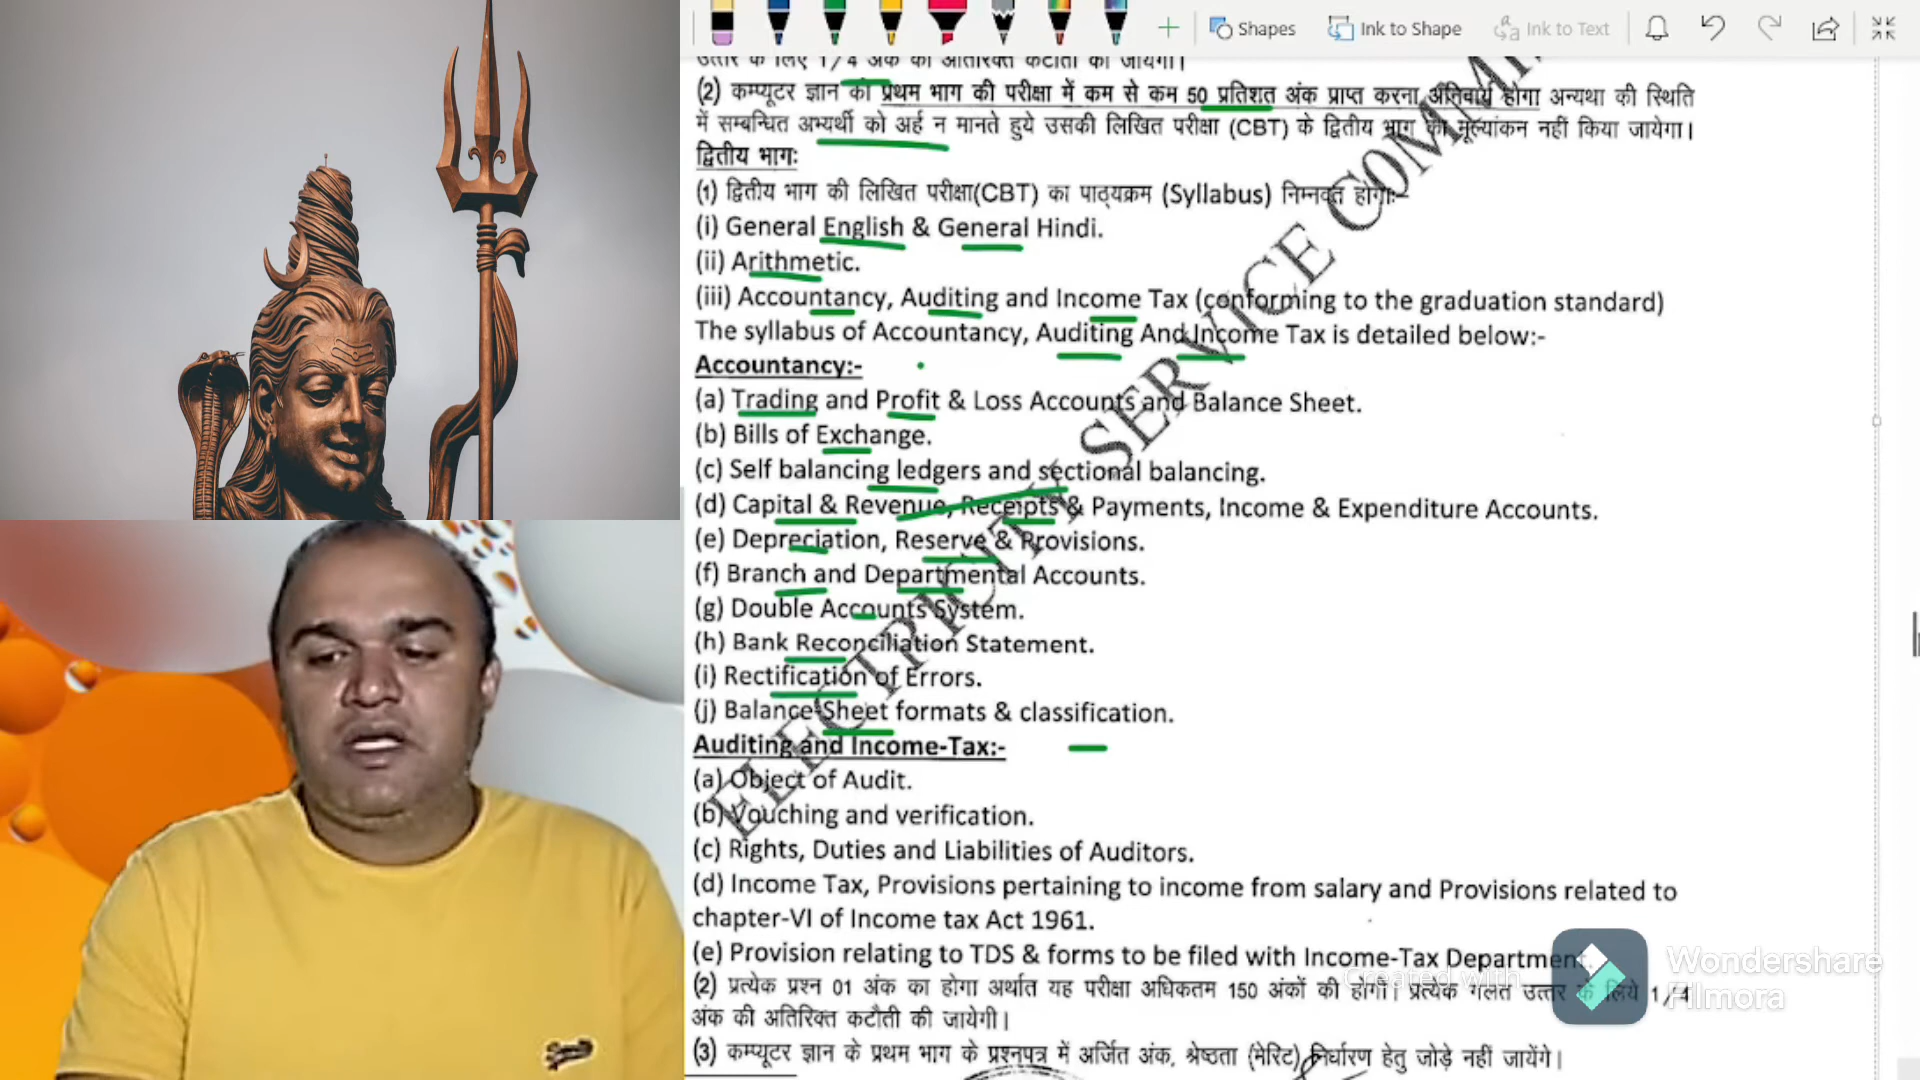 Shapes
Ink to Shape
Ink to Text
उत्तर के लिए 1/4 अंक की अतिरिक्त कटौती की जायेगी।
(2) कम्प्यूटर ज्ञान की प्रथम भाग की परीक्षा में कम से कम 50 प्रतिशत अंक प्राप्त करना अनिवार्य होगा अन्यथा की स्थिति
में सम्बन्धित अभ्यर्थी को अर्ह न मानते हुये उसकी लिखित परीक्षा (CBT) के द्वितीय भाग का मूल्यांकन नहीं किया जायेगा।
द्वितीय भागः
(1) द्वितीय भाग की लिखित परीक्षा(CBT) का पाठ्यक्रम (Syllabus) निम्नवत होगाः-
(i) General English & General Hindi.
(ii) Arithmetic.
(iii) Accountancy, Auditing and Income Tax (conforming to the graduation standard)
The syllabus of Accountancy, Auditing And Income Tax is detailed below:-
Accountancy:-
(a) Trading and Profit & Loss Accounts and Balance Sheet.
(b) Bills of Exchange.
(c) Self balancing ledgers and sectional balancing.
(d) Capital & Revenue, Receipts & Payments, Income & Expenditure Accounts.
(e) Depreciation, Reserve & Provisions.
(f) Branch and Departmental Accounts.
(g) Double Accounts System.
(h) Bank Reconciliation Statement.
(i) Rectification of Errors.
(j) Balance-Sheet formats & classification.
Auditing and Income-Tax:-
(a) Object of Audit.
(b) Vouching and verification.
(c) Rights, Duties and Liabilities of Auditors.
(d) Income Tax, Provisions pertaining to income from salary and Provisions related to
chapter-VI of Income tax Act 1961.
(e) Provision relating to TDS & forms to be filed with Income-Tax Department.
(2) प्रत्येक प्रश्न 01 अंक का होगा अर्थात यह परीक्षा अधिकतम 150 अंकों की होगी। प्रत्येक गलत उत्तर के लिये 1/4
अंक की अतिरिक्त कटौती की जायेगी।
(3) कम्प्यूटर ज्ञान के प्रथम भाग के प्रश्नपत्र में अर्जित अंक, श्रेष्ठता (मेरिट) निर्धारण हेतु जोड़े नहीं जायेंगे।
ELECTRICITY SERVICE
Created with
Wondershare
Filmora